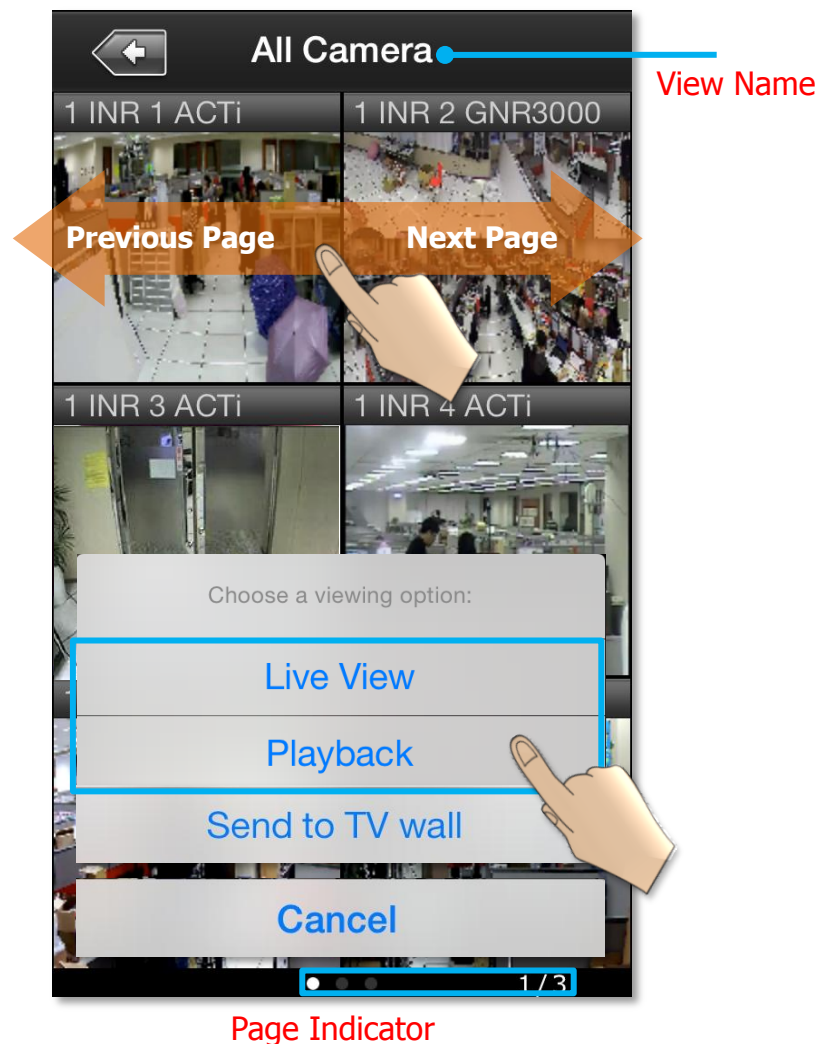 All Camera
View Name
1 INR 1 ACTi
1 INR 2 GNR3000
Previous Page
Next Page
1 INR 3 ACTi
1 INR 4 ACTi
Choose a viewing option:
Live View
Playback
Send to TV wall
Cancel
1/3
Page Indicator